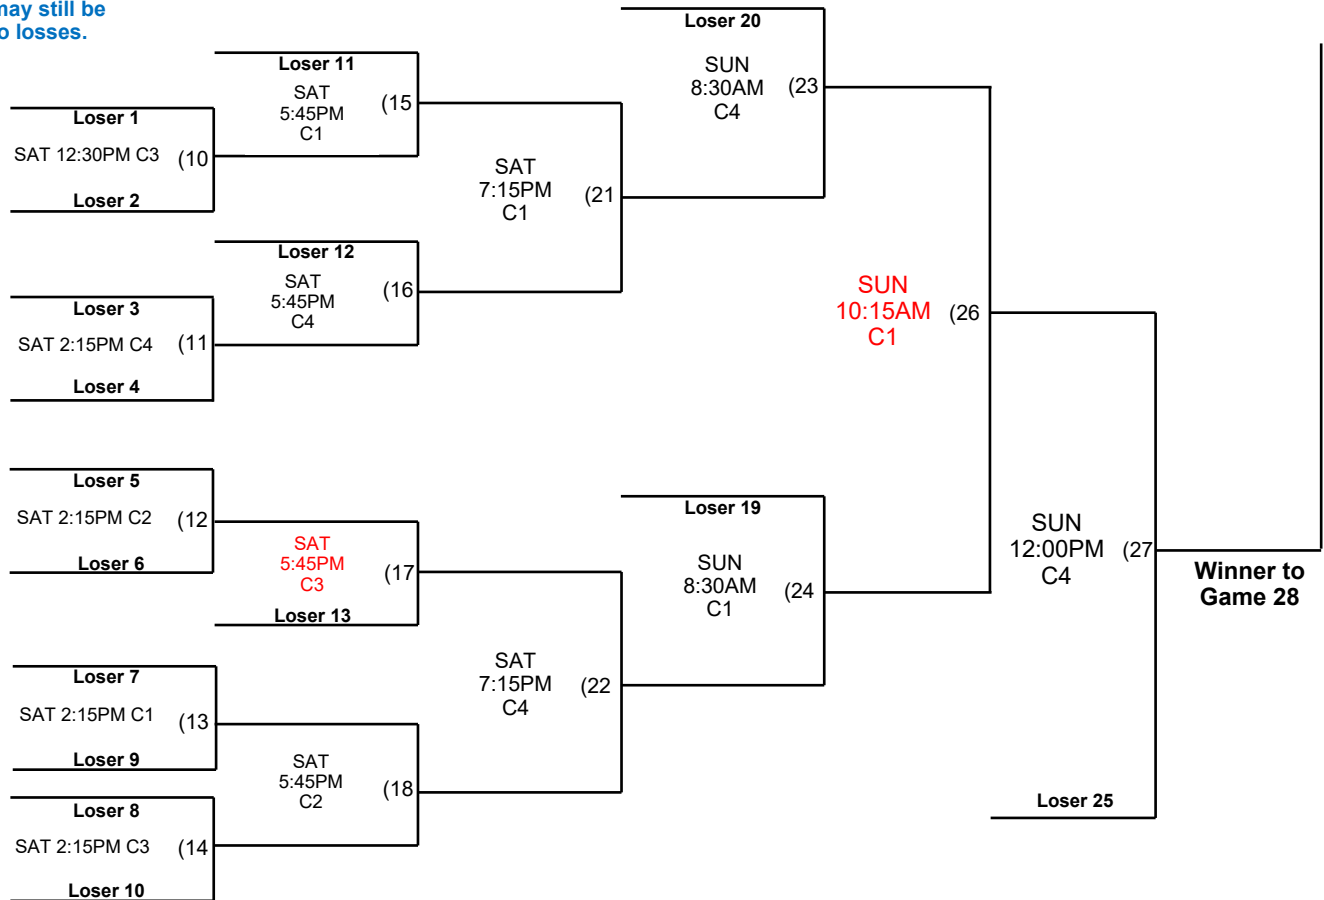 may still be
o losses.
Loser 20
Loser 11
SUN
8:30AM
C4
(23
SAT
5:45PM
C1
(15
Loser 1
SAT 12:30PM C3
(10
Loser 2
SAT
7:15PM
C1
(21
Loser 12
SAT
5:45PM
C4
(16
Loser 3
SAT 2:15PM C4
(11
Loser 4
SUN
10:15AM
C1
(26
Loser 5
SAT 2:15PM C2
(12
Loser 6
SAT
5:45PM
C3
(17
Loser 13
Loser 19
SUN
8:30AM
C1
(24
SUN
12:00PM
C4
(27
Winner to
Game 28
SAT
7:15PM
C4
(22
Loser 7
SAT 2:15PM C1
(13
Loser 9
SAT
5:45PM
C2
(18
Loser 8
SAT 2:15PM C3
(14
Loser 10
Loser 25